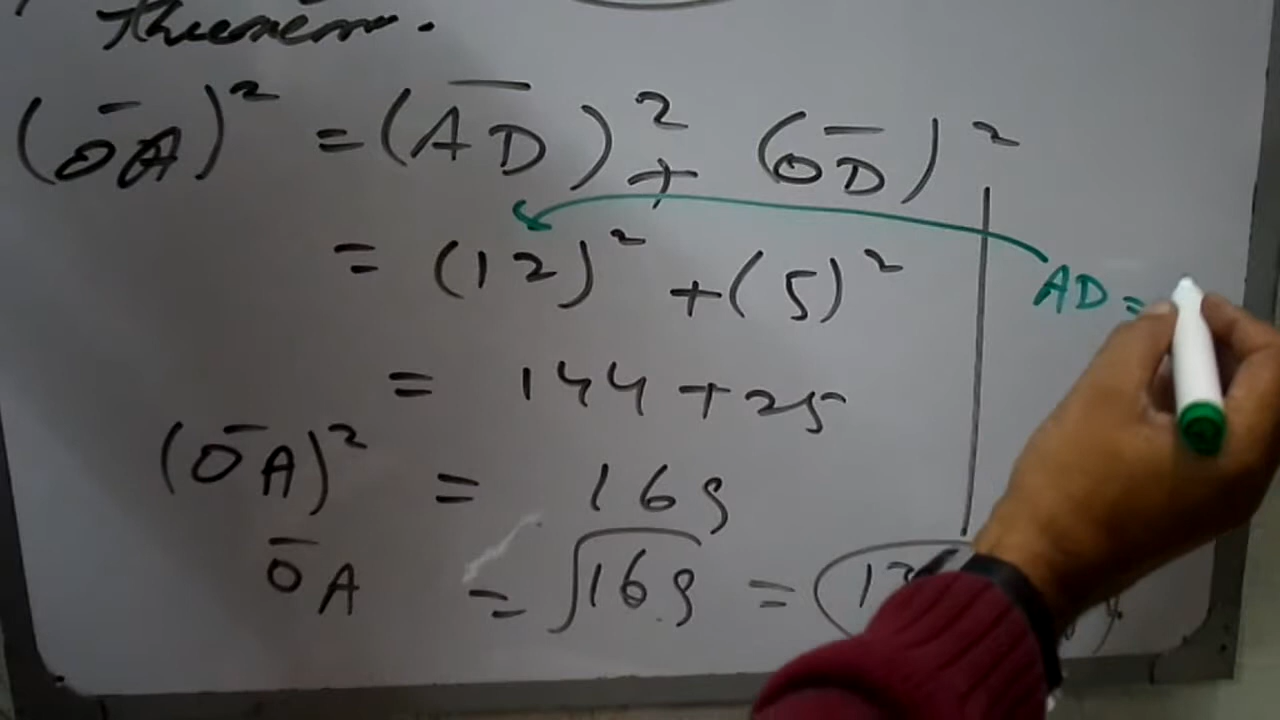 theorem.
(OA)² = (AD)² + (OD)²
= (12)² + (5)²
AD =
= 144 + 25
(OA)² = 169
OA = √169 =